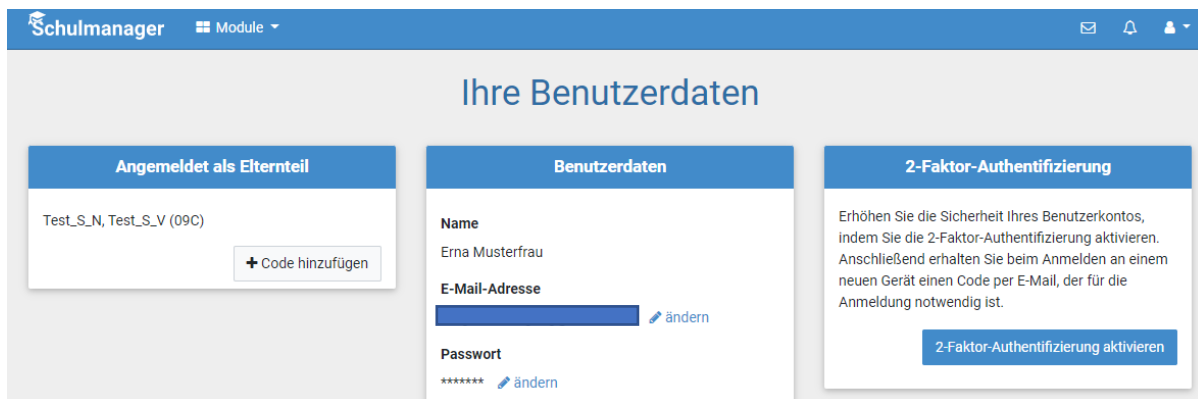 Schulmanager
Module
Ihre Benutzerdaten
Angemeldet als Elternteil
Test_S_N, Test_S_V (09C)
+ Code hinzufügen
Benutzerdaten
Name
Erna Musterfrau
E-Mail-Adresse
ändern
Passwort
******* ändern
2-Faktor-Authentifizierung
Erhöhen Sie die Sicherheit Ihres Benutzerkontos,
indem Sie die 2-Faktor-Authentifizierung aktivieren.
Anschließend erhalten Sie beim Anmelden an einem
neuen Gerät einen Code per E-Mail, der für die
Anmeldung notwendig ist.
2-Faktor-Authentifizierung aktivieren